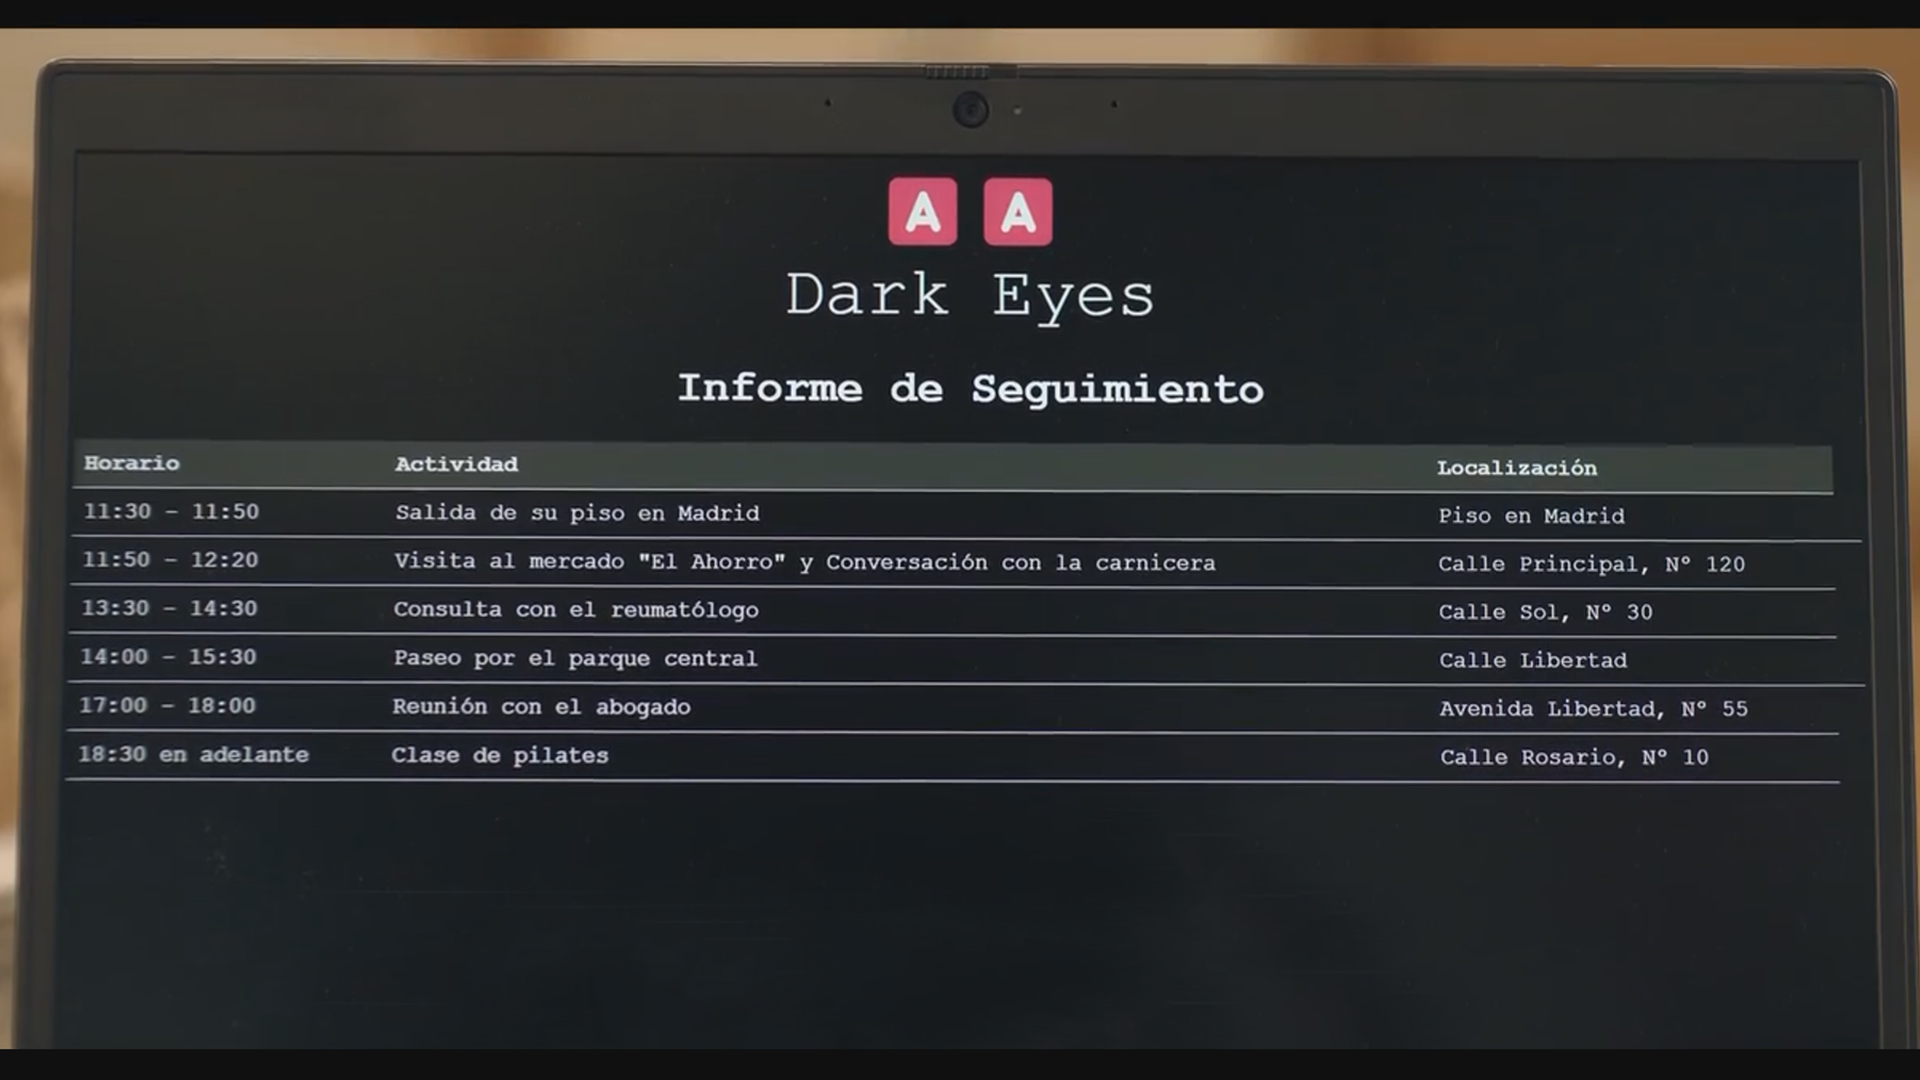 A A
Dark Eyes
Informe de Seguimiento
Horario Actividad Localización
11:30 - 11:50 Salida de su piso en Madrid Piso en Madrid
11:50 - 12:20 Visita al mercado "El Ahorro" y Conversación con la carnicera Calle Principal, Nº 120
13:30 - 14:30 Consulta con el reumatólogo Calle Sol, Nº 30
14:00 - 15:30 Paseo por el parque central Calle Libertad
17:00 - 18:00 Reunión con el abogado Avenida Libertad, Nº 55
18:30 en adelante Clase de pilates Calle Rosario, Nº 10